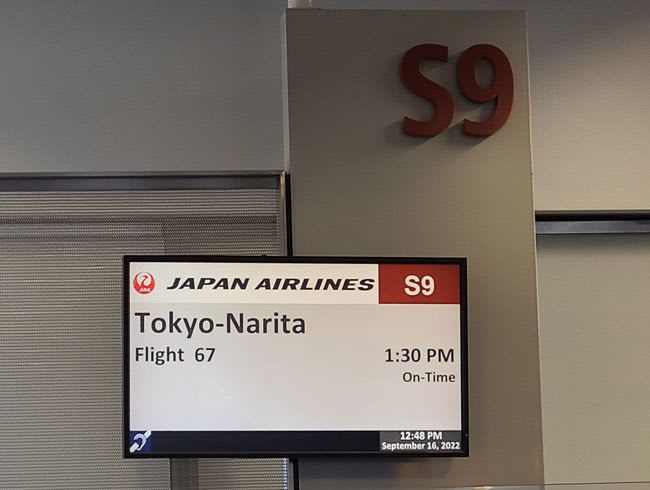 S9
JAL
JAPAN AIRLINES
S9
Tokyo-Narita
Flight 67
1:30 PM
On-Time
12:48 PM
September 16, 2022